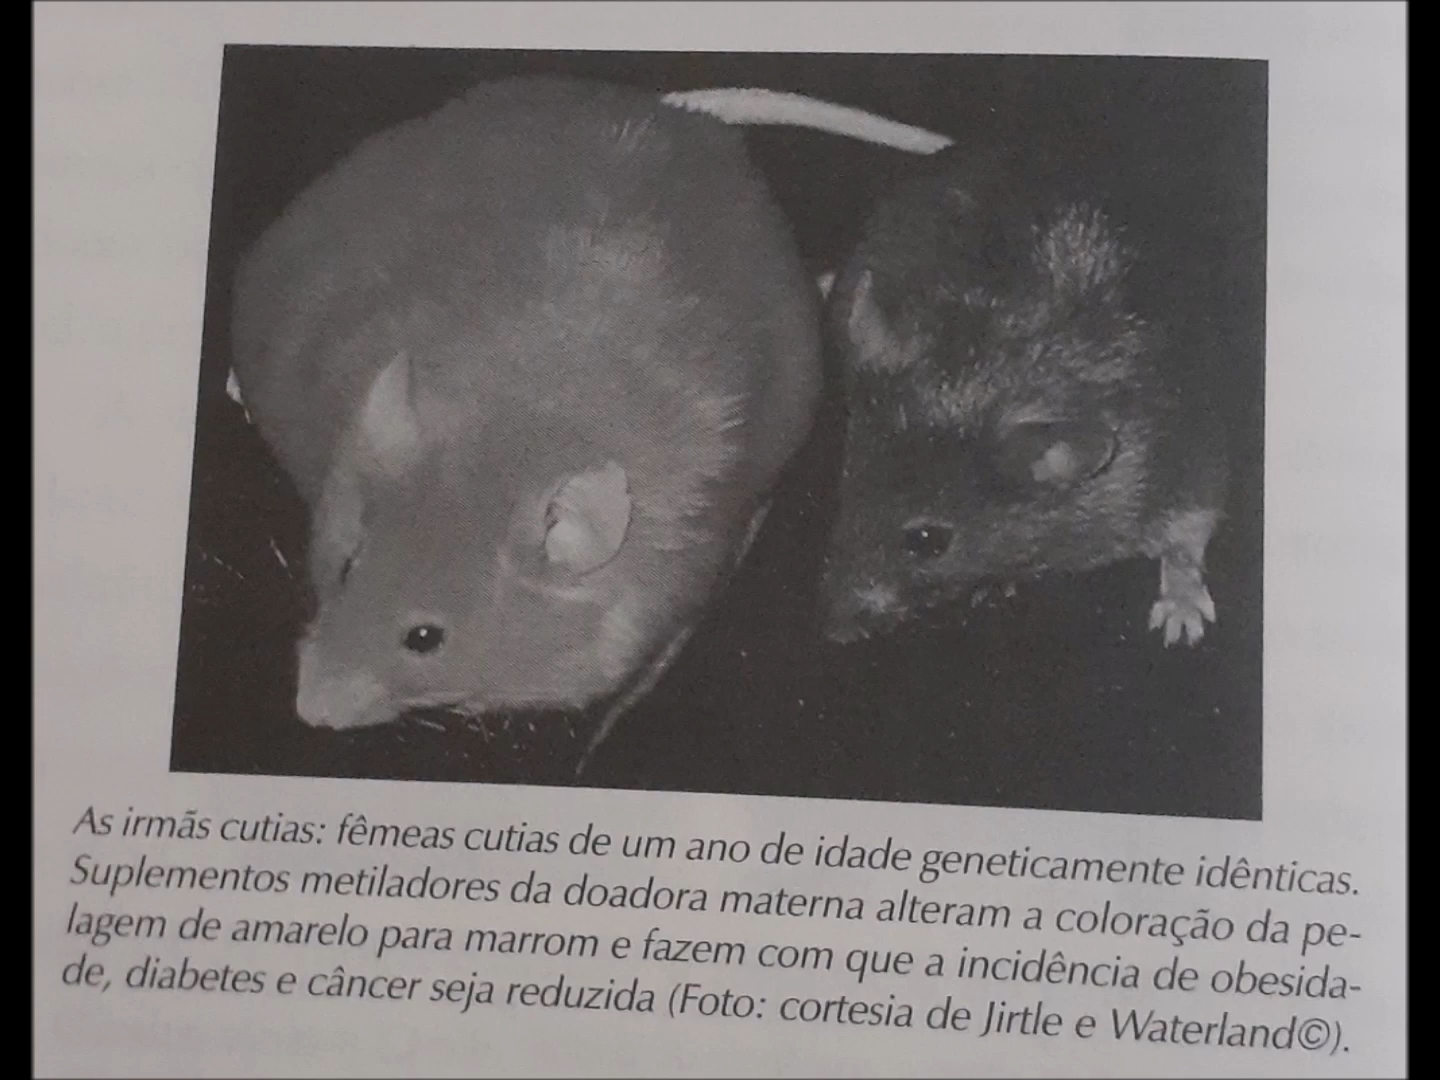 As irmãs cutias: fêmeas cutias de um ano de idade geneticamente idênticas.
Suplementos metiladores da doadora materna alteram a coloração da pe-
lagem de amarelo para marrom e fazem com que a incidência de obesida-
de, diabetes e câncer seja reduzida (Foto: cortesia de Jirtle e Waterland©).